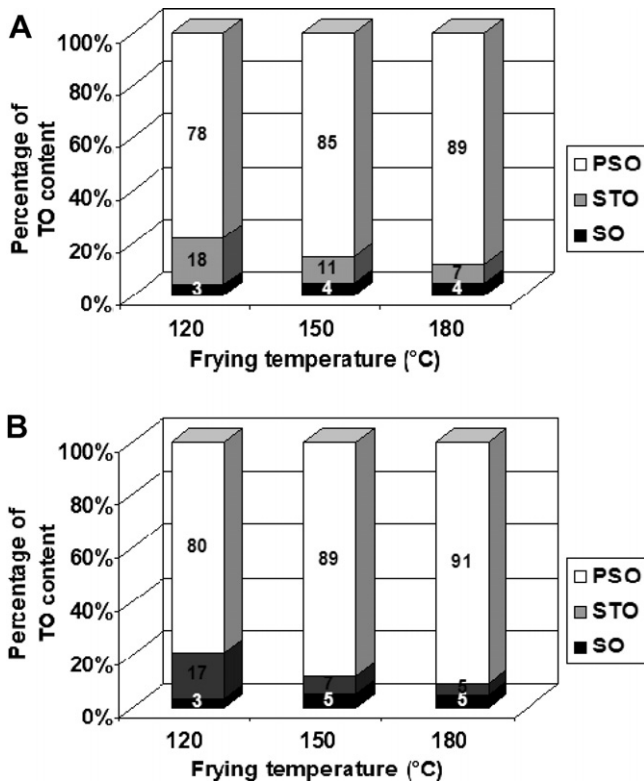 A
100%
80%
60%
40%
20%
0%
Percentage of
TO content
78
85
89
18
11
7
3
4
4
120
150
180
Frying temperature (°C)
PSO
STO
SO
B
100%
80%
60%
40%
20%
0%
Percentage of
TO content
80
89
91
17
7
5
3
5
5
120
150
180
Frying temperature (°C)
PSO
STO
SO